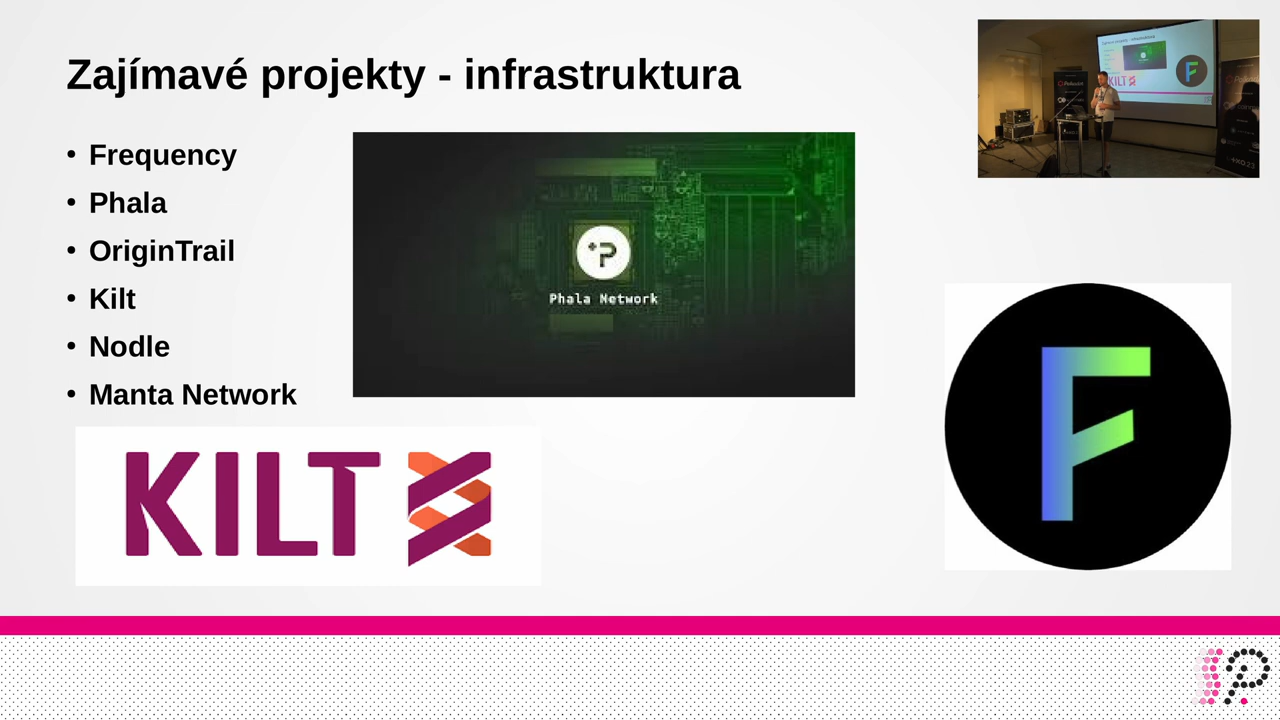 Zajímavé projekty - infrastruktura
• Frequency
• Phala
• OriginTrail
• Kilt
• Nodle
• Manta Network
Phala Network
KILT